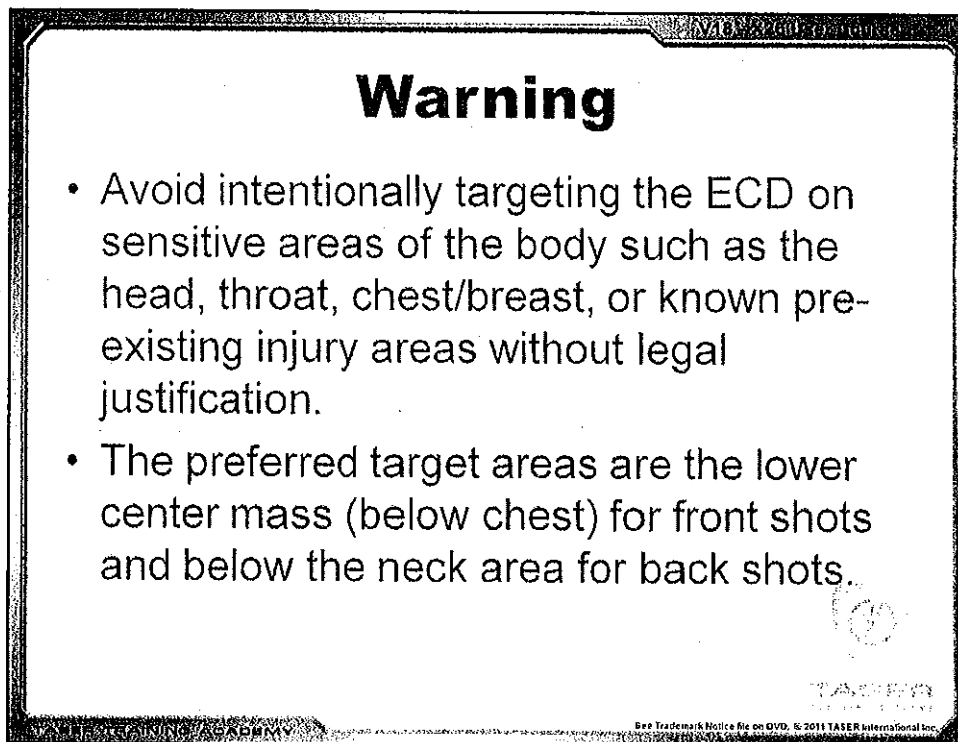 Warning
• Avoid intentionally targeting the ECD on
sensitive areas of the body such as the
head, throat, chest/breast, or known pre-
existing injury areas without legal
justification.
• The preferred target areas are the lower
center mass (below chest) for front shots
and below the neck area for back shots.
TASER
TASER TRAINING ACADEMY
See Trademark Notice file on DVD, © 2011 TASER International Inc.